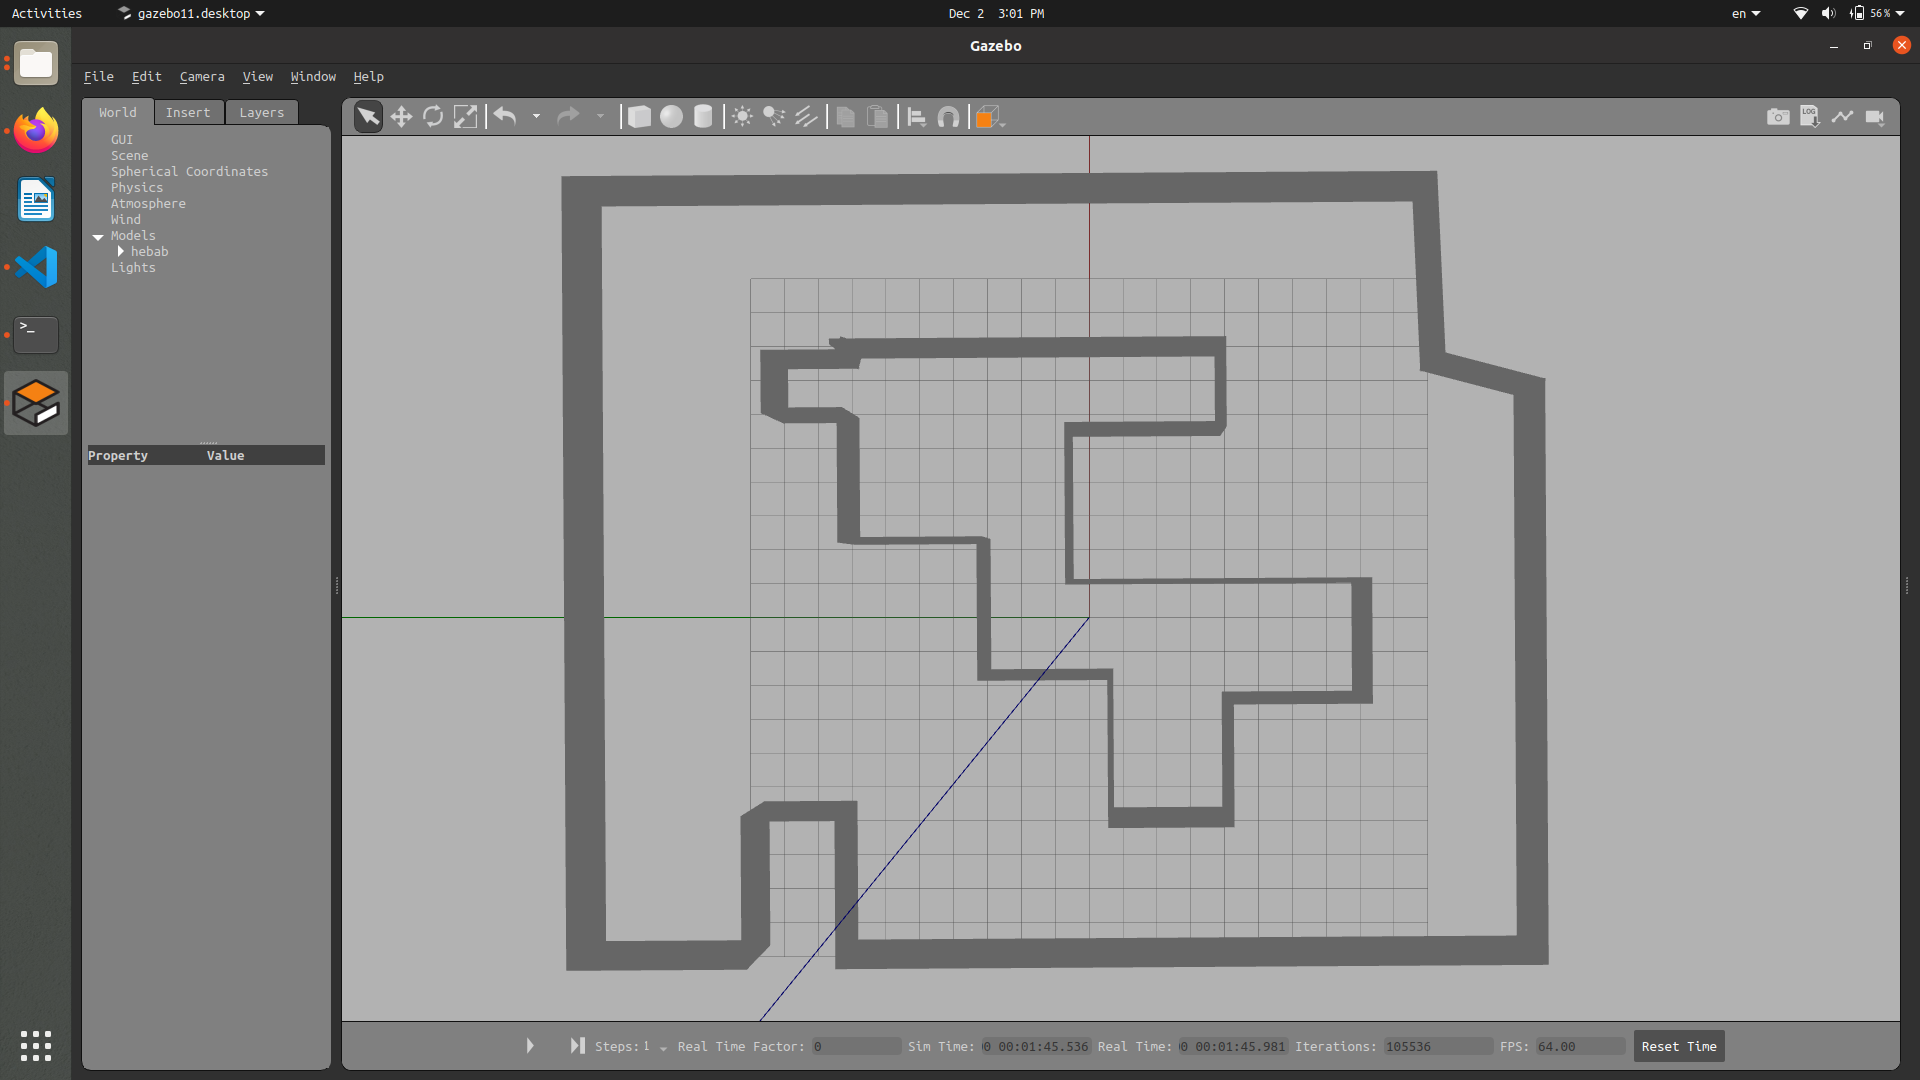 Activities gazebo11.desktop Dec 2 3:01 PM en 56%
Gazebo
File Edit Camera View Window Help
World Insert Layers
GUI
Scene
Spherical Coordinates
Physics
Atmosphere
Wind
Models
hebab
Lights
Property Value
LOG
>_
Steps: 1 Real Time Factor: 0 Sim Time: 00 00:01:45.536 Real Time: 00 00:01:45.981 Iterations: 105536 FPS: 64.00 Reset Time